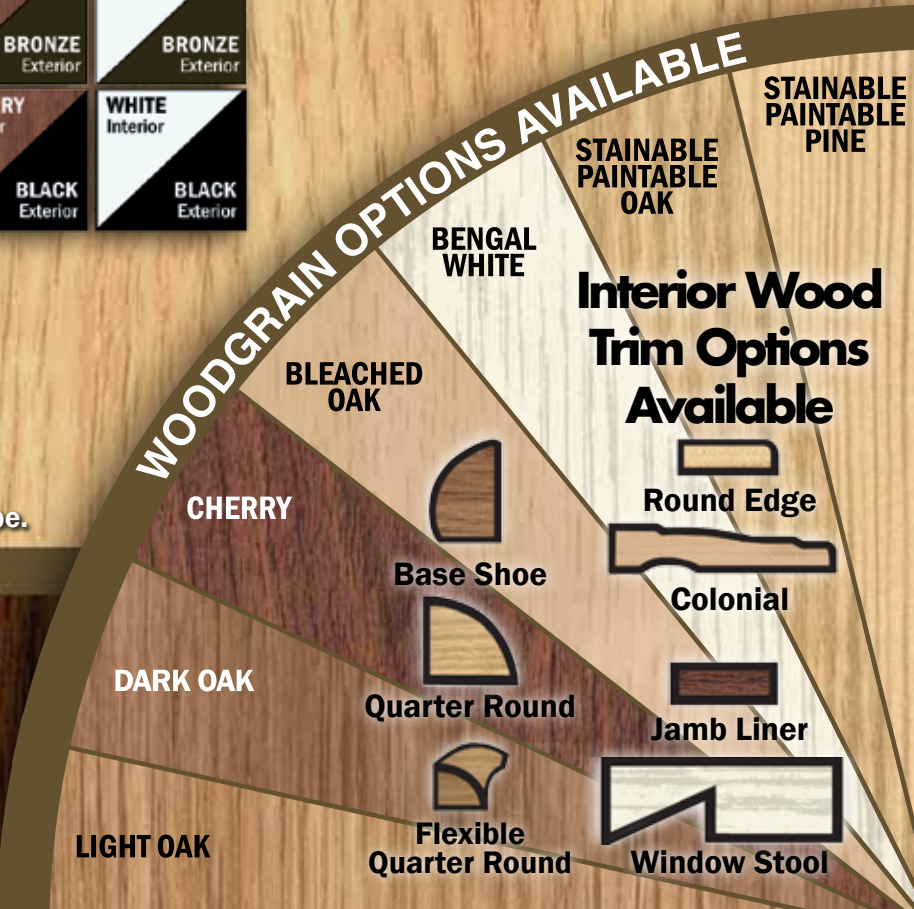 BRONZE
Exterior
BRONZE
Exterior
RY
r
BLACK
Exterior
WHITE
Interior
BLACK
Exterior
WOODGRAIN OPTIONS AVAILABLE
STAINABLE
PAINTABLE
PINE
STAINABLE
PAINTABLE
OAK
BENGAL
WHITE
BLEACHED
OAK
CHERRY
DARK OAK
LIGHT OAK
pe.
Interior Wood
Trim Options
Available
Round Edge
Colonial
Base Shoe
Quarter Round
Jamb Liner
Flexible
Quarter Round
Window Stool